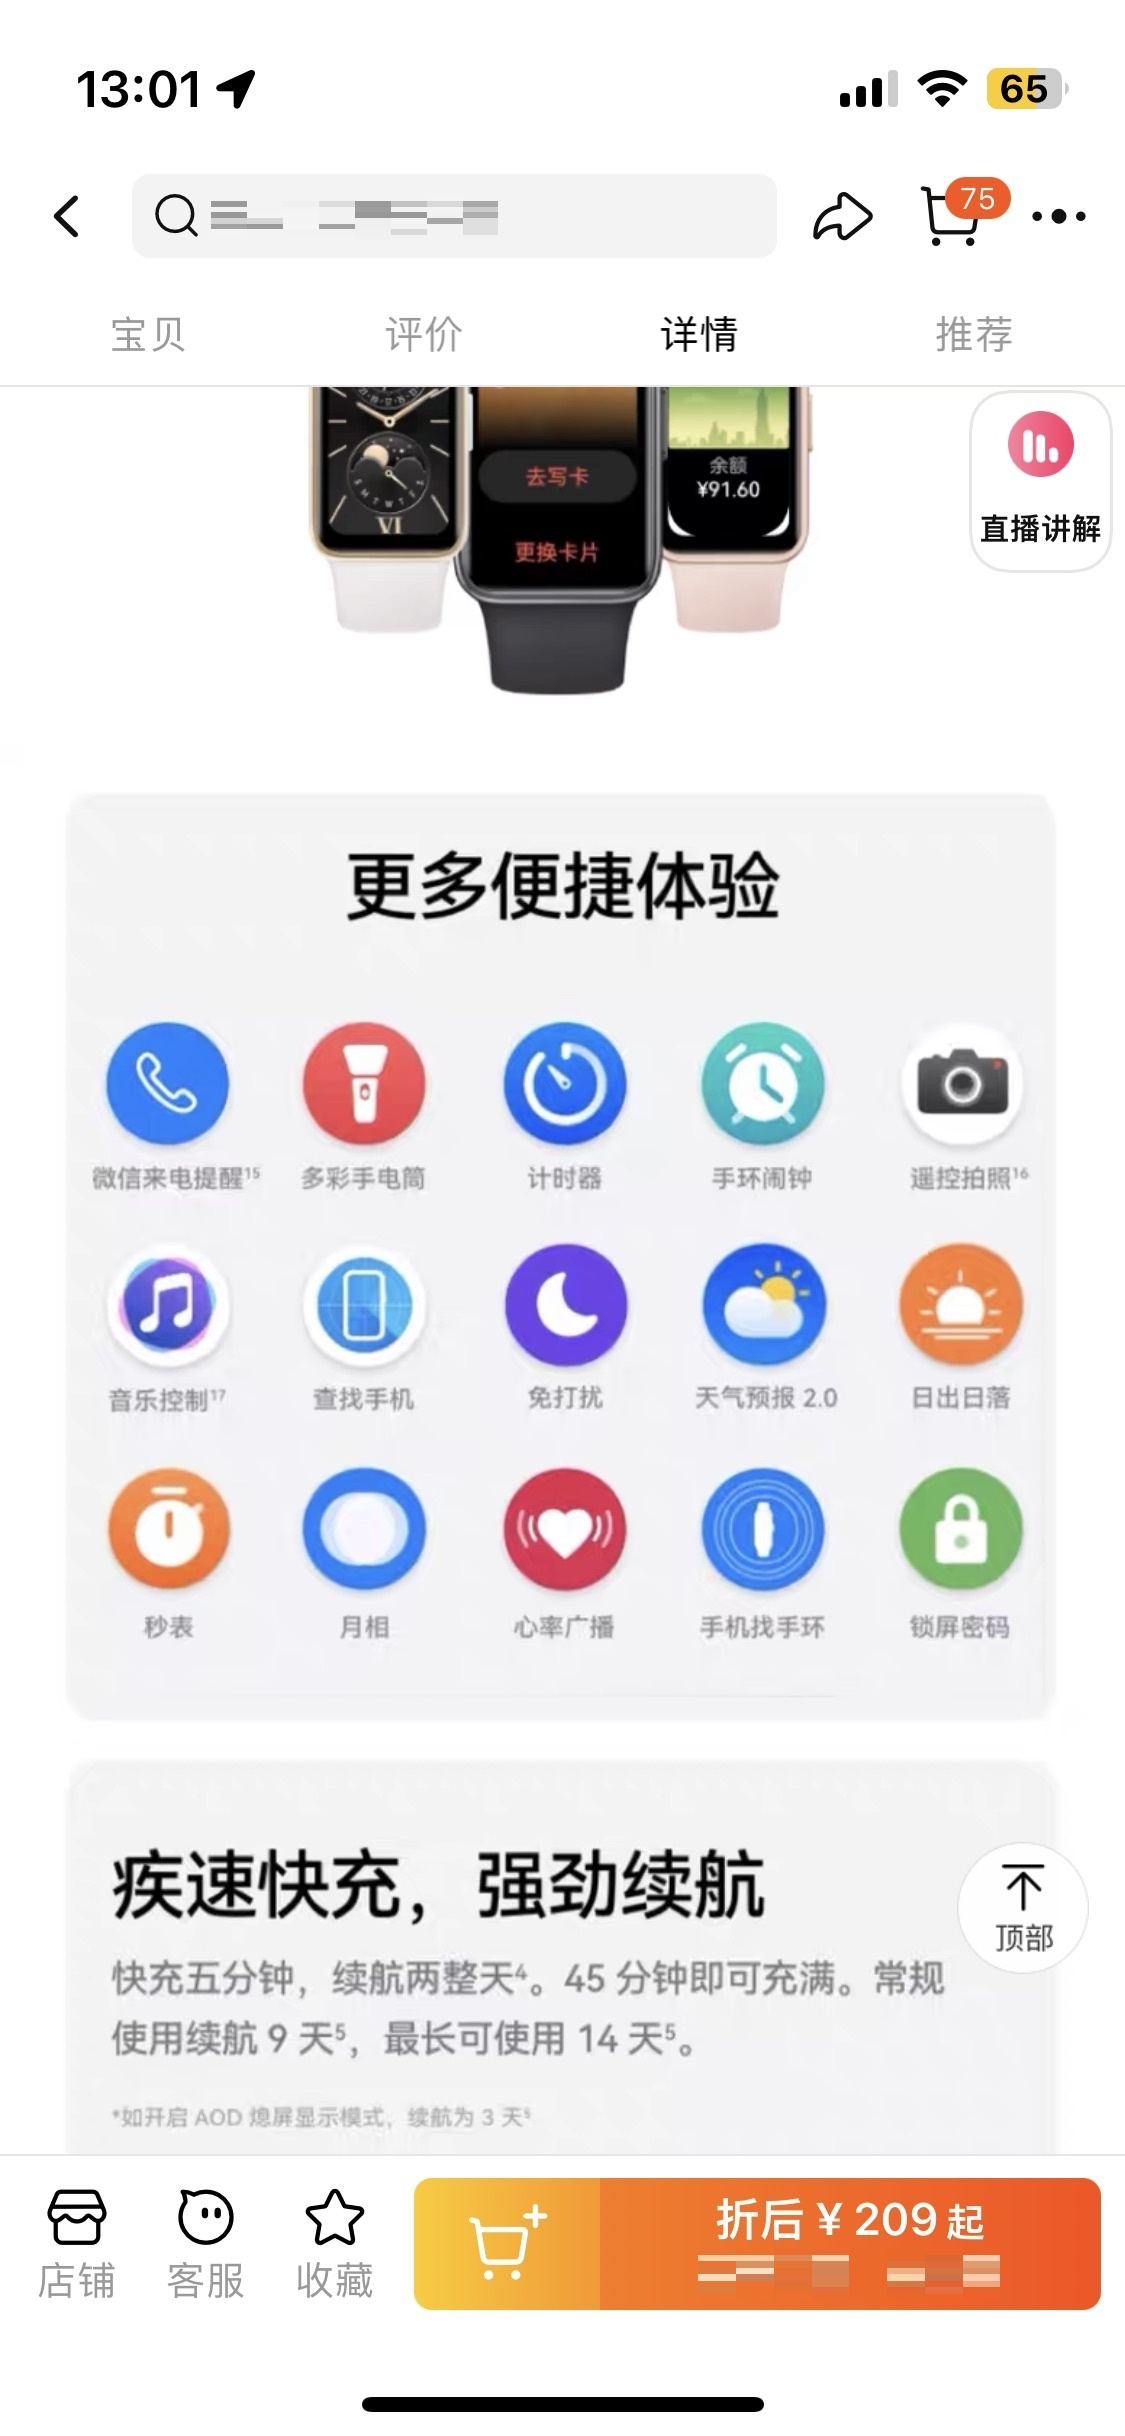 13:01
65
75
宝贝
评价
详情
推荐
VI
去写卡
更换卡片
余额
¥91.60
直播讲解
更多便捷体验
微信来电提醒15
多彩手电筒
计时器
手环闹钟
遥控拍照16
音乐控制17
查找手机
免打扰
天气预报 2.0
日出日落
秒表
月相
心率广播
手机找手环
锁屏密码
疾速快充，强劲续航
快充五分钟，续航两整天4。45 分钟即可充满。常规
使用续航 9 天5，最长可使用 14 天5。
*如开启 AOD 熄屏显示模式，续航为 3 天5
顶部
店铺
客服
收藏
折后 ¥ 209 起